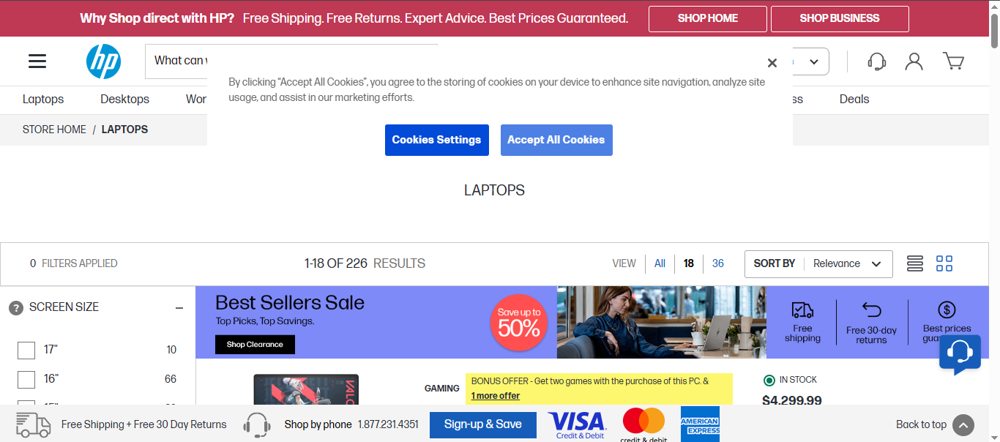 Why Shop direct with HP? Free Shipping. Free Returns. Expert Advice. Best Prices Guaranteed. SHOP HOME SHOP BUSINESS
hp
What can
By clicking “Accept All Cookies”, you agree to the storing of cookies on your device to enhance site navigation, analyze site
usage, and assist in our marketing efforts.
Laptops Desktops Deals
STORE HOME / LAPTOPS
Cookies Settings Accept All Cookies
LAPTOPS
0 FILTERS APPLIED 1-18 OF 226 RESULTS VIEW All 18 36 SORT BY Relevance
? SCREEN SIZE
17" 10
16" 66
Best Sellers Sale
Top Picks, Top Savings.
Shop Clearance
Save up to
50%
Free
shipping
Free 30-day
returns
$
Best prices
GAMING
BONUS OFFER - Get two games with the purchase of this PC. &
1 more offer
IN STOCK
$4,299.99
Free Shipping + Free 30 Day Returns Shop by phone 1.877.231.4351 Sign-up & Save
VISA
Credit & Debit
credit & debit
AMERICAN
EXPRESS
Back to top